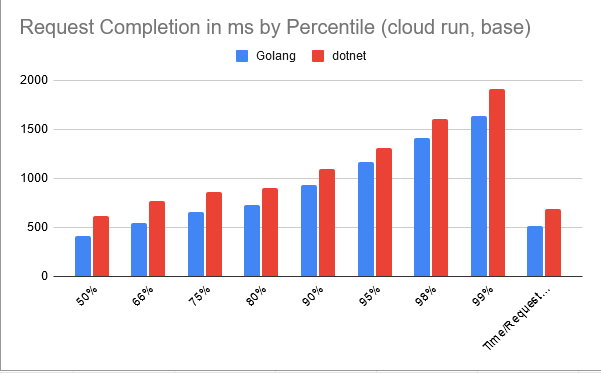 Request Completion in ms by Percentile (cloud run, base)
Golang dotnet
2000
1500
1000
500
0
50% 66% 75% 80% 90% 95% 98% 99% Time/Request...